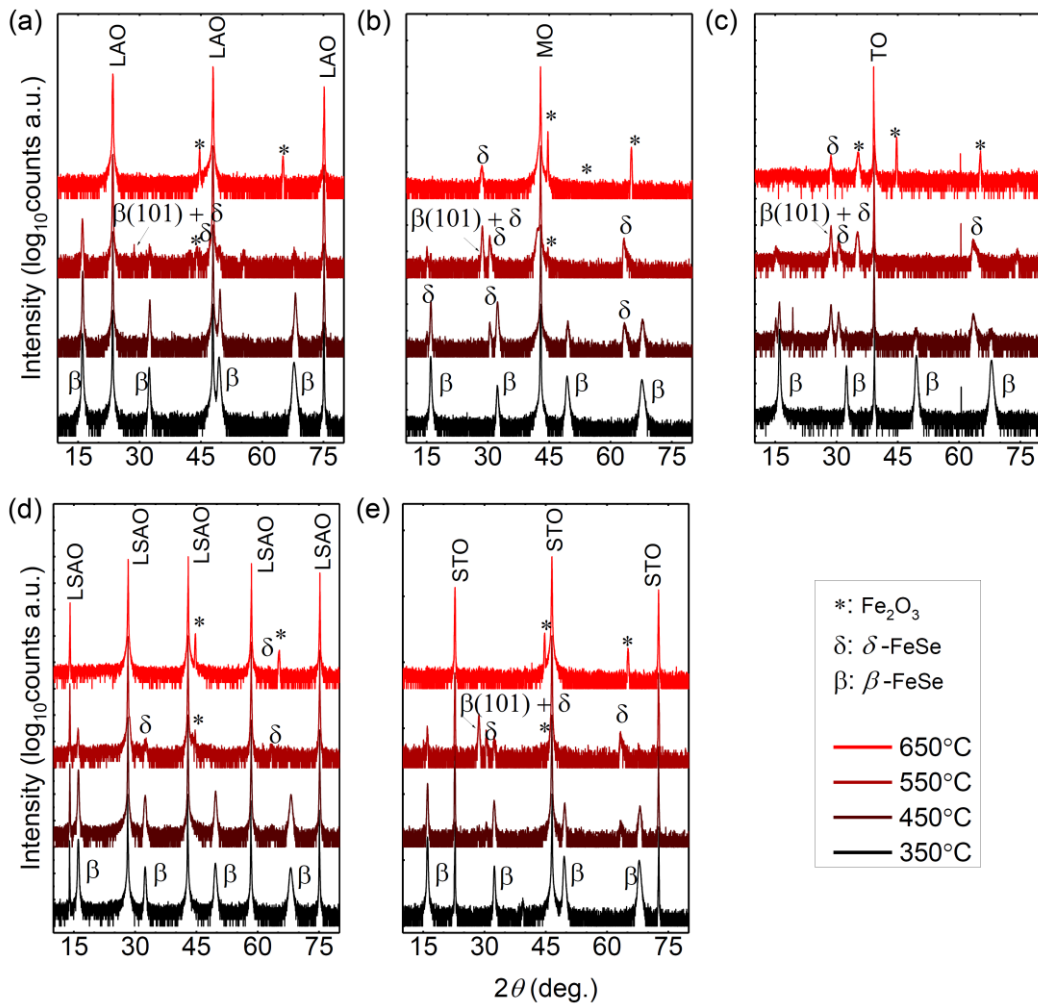 (a)
LAO
LAO
LAO
*
*
β(101) + δ
*
δ
β
β
β
β
15 30 45 60 75
Intensity (log10counts a.u.)
(b)
MO
*
δ
*
*
β(101) + δ
δ
*
δ
δ
δ
δ
β
β
β
β
15 30 45 60 75
(c)
TO
δ
*
*
*
β(101) + δ
δ
δ
β
β
β
β
15 30 45 60 75
(d)
LSAO
LSAO
LSAO
LSAO
LSAO
*
δ
*
δ
*
δ
β
β
β
β
15 30 45 60 75
Intensity (log10counts a.u.)
(e)
STO
STO
STO
*
*
β(101) + δ
δ
*
δ
β
β
β
β
15 30 45 60 75
2θ (deg.)
*: Fe2O3
δ: δ-FeSe
β: β-FeSe
650°C
550°C
450°C
350°C